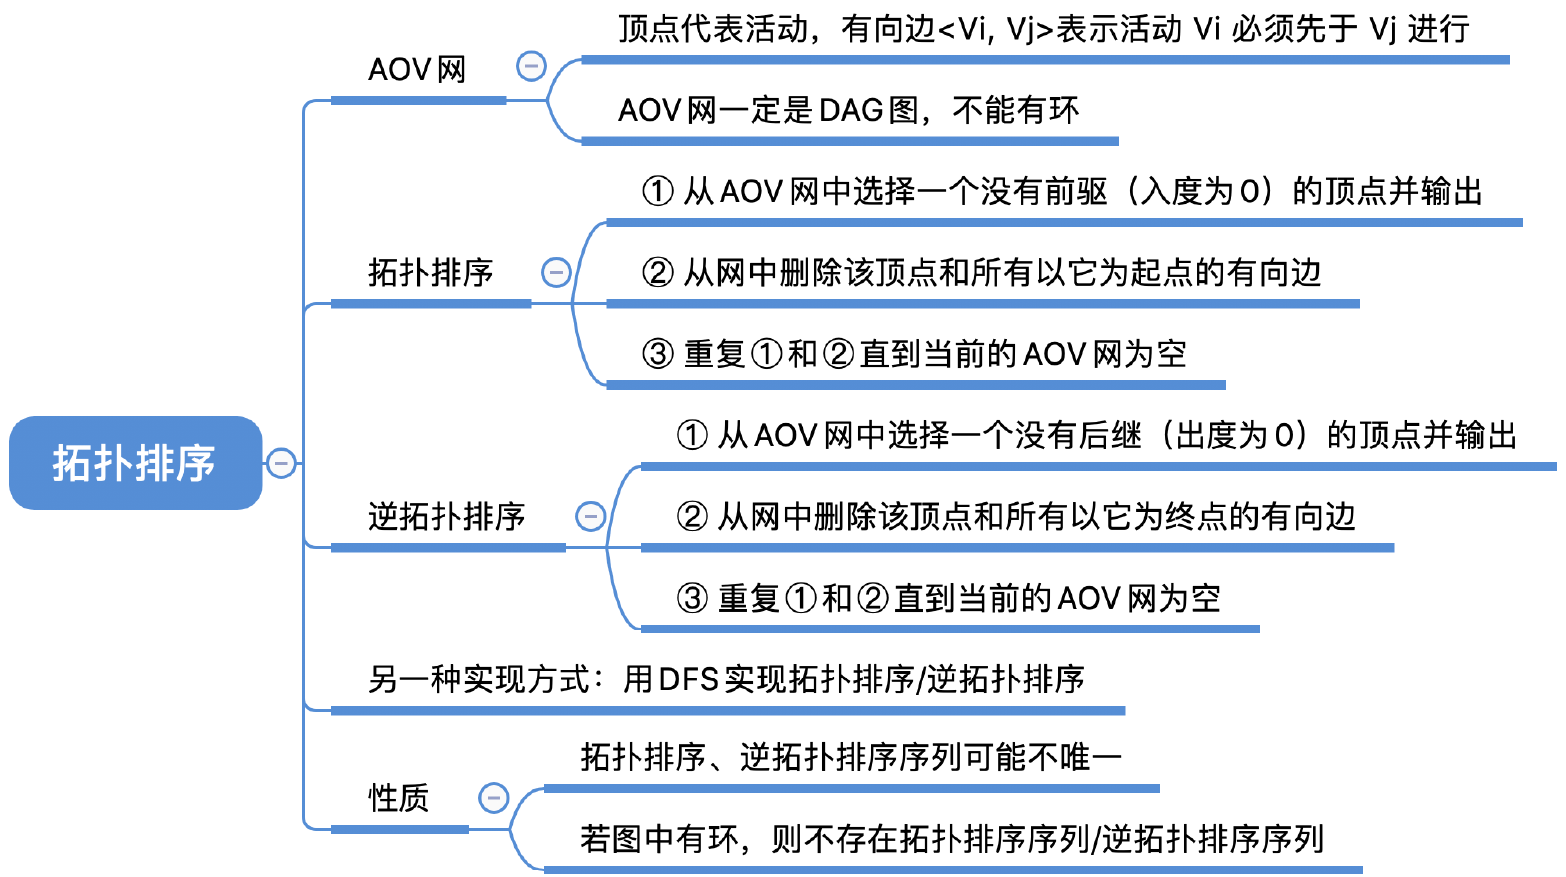 拓扑排序
AOV网
顶点代表活动，有向边<Vi, Vj>表示活动 Vi 必须先于 Vj 进行
AOV网一定是DAG图，不能有环
拓扑排序
① 从AOV网中选择一个没有前驱（入度为0）的顶点并输出
② 从网中删除该顶点和所有以它为起点的有向边
③ 重复①和②直到当前的AOV网为空
逆拓扑排序
① 从AOV网中选择一个没有后继（出度为0）的顶点并输出
② 从网中删除该顶点和所有以它为终点的有向边
③ 重复①和②直到当前的AOV网为空
另一种实现方式：用DFS实现拓扑排序/逆拓扑排序
性质
拓扑排序、逆拓扑排序序列可能不唯一
若图中有环，则不存在拓扑排序序列/逆拓扑排序序列